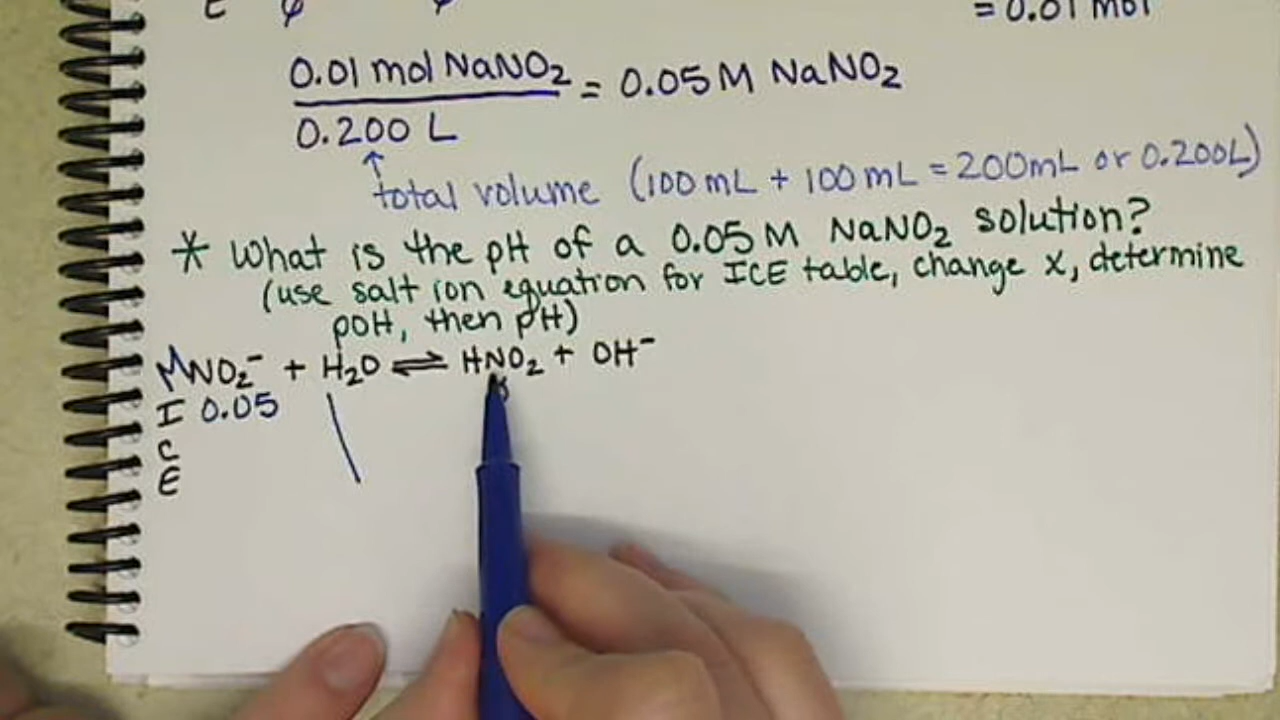 E ϕ ϕ = 0.01 mol
0.01 mol NaNO₂ = 0.05 M NaNO₂
0.200 L
↑
total volume (100 mL + 100 mL = 200mL or 0.200L)
* What is the pH of a 0.05 M NaNO₂ solution?
(use salt ion equation for ICE table, change x, determine
pOH, then pH)
M NO₂⁻ + H₂O ⇌ HNO₂ + OH⁻
I 0.05
C
E